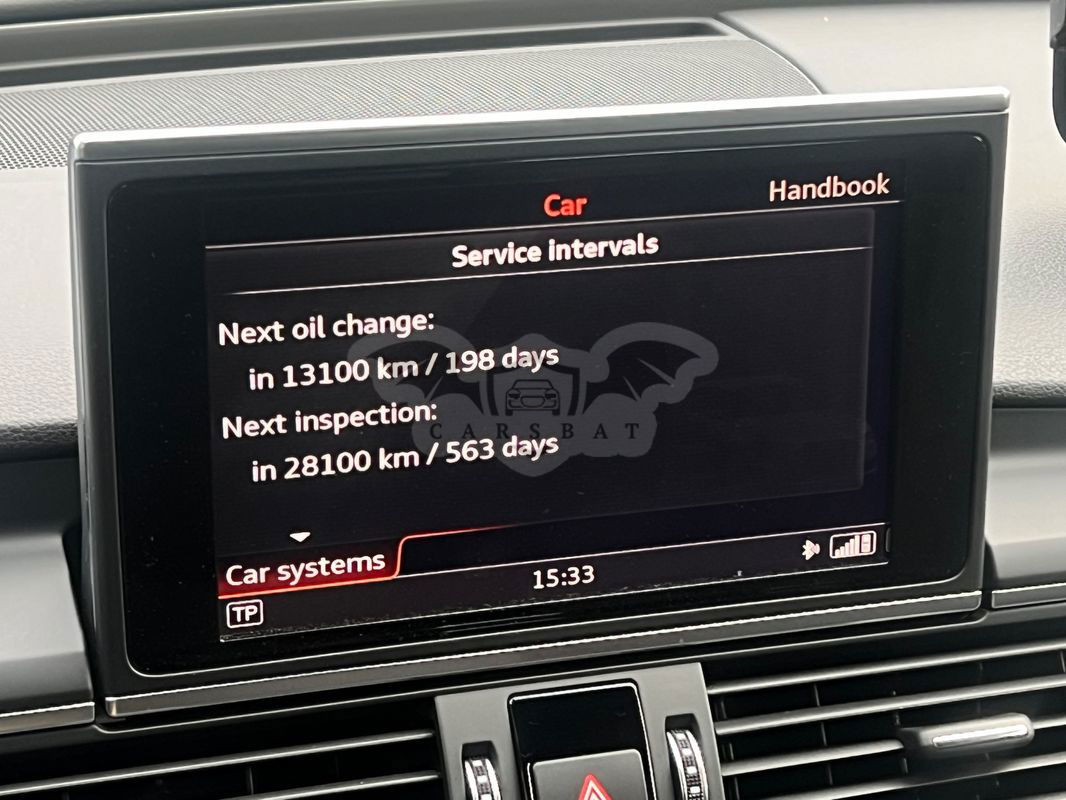 Car
Handbook
Service intervals
Next oil change:
in 13100 km / 198 days
Next inspection:
in 28100 km / 563 days
CARSBAT
Car systems
15:33
TP